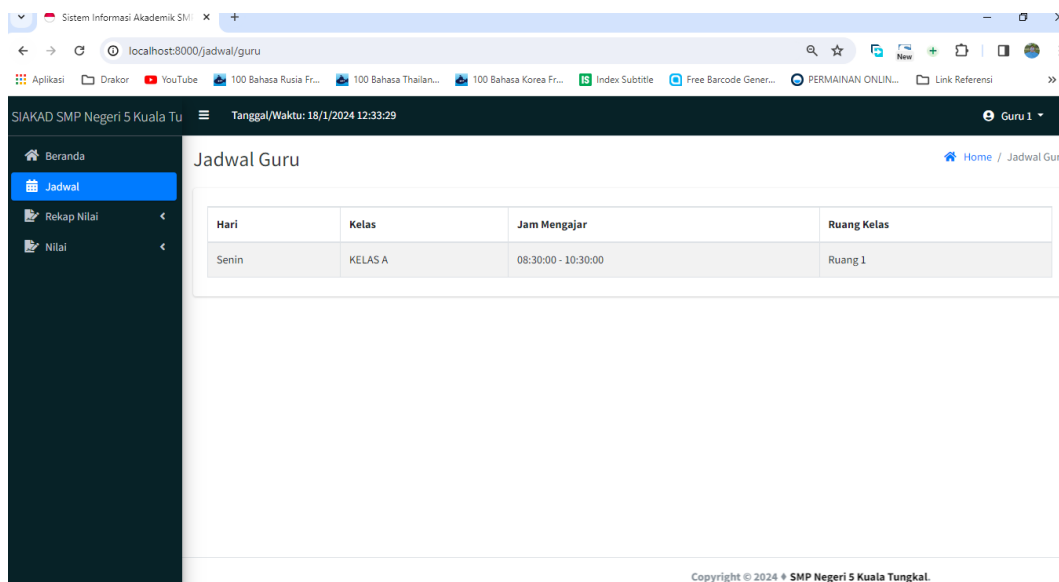 Sistem Informasi Akademik SM
localhost:8000/jadwal/guru
New
Aplikasi Drakor YouTube 100 Bahasa Rusia Fr... 100 Bahasa Thailan... 100 Bahasa Korea Fr... IS Index Subtitle Free Barcode Gener... PERMAINAN ONLIN... Link Referensi »
SIAKAD SMP Negeri 5 Kuala Tu Tanggal/Waktu: 18/1/2024 12:33:29 Guru 1
Beranda
Jadwal
Rekap Nilai
Nilai
Jadwal Guru Home / Jadwal Gur
Hari Kelas Jam Mengajar Ruang Kelas
Senin KELAS A 08:30:00 - 10:30:00 Ruang 1
Copyright © 2024 ♦ SMP Negeri 5 Kuala Tungkal.